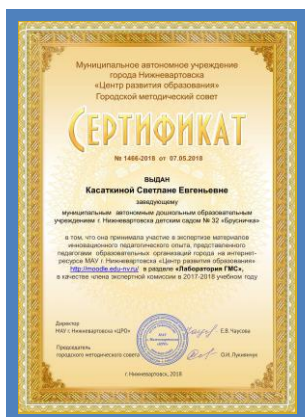 Муниципальное автономное учреждение
города Нижневартовска
«Центр развития образования»
Городской методический совет
СЕРТИФИКАТ
№ 1466-2018 от 07.05.2018
ВЫДАН
Касаткиной Светлане Евгеньевне
заведующему
муниципальным автономным дошкольным образовательным
учреждением г. Нижневартовска детским садом № 32 «Брусничка»
в том, что она принимала участие в экспертизе материалов
инновационного педагогического опыта, представленного
педагогами образовательных организаций города на интернет-
ресурсе МАУ г. Нижневартовска «Центр развития образования»
http://moodle.edu-nv.ru/ в разделе «Лаборатория ГМС»,
в качестве члена экспертной комиссии в 2017-2018 учебном году
Директор
МАУ г. Нижневартовска «ЦРО»
Е.В. Чаусова
Председатель
городского методического совета
О.И. Лукиянчук
г. Нижневартовск, 2018